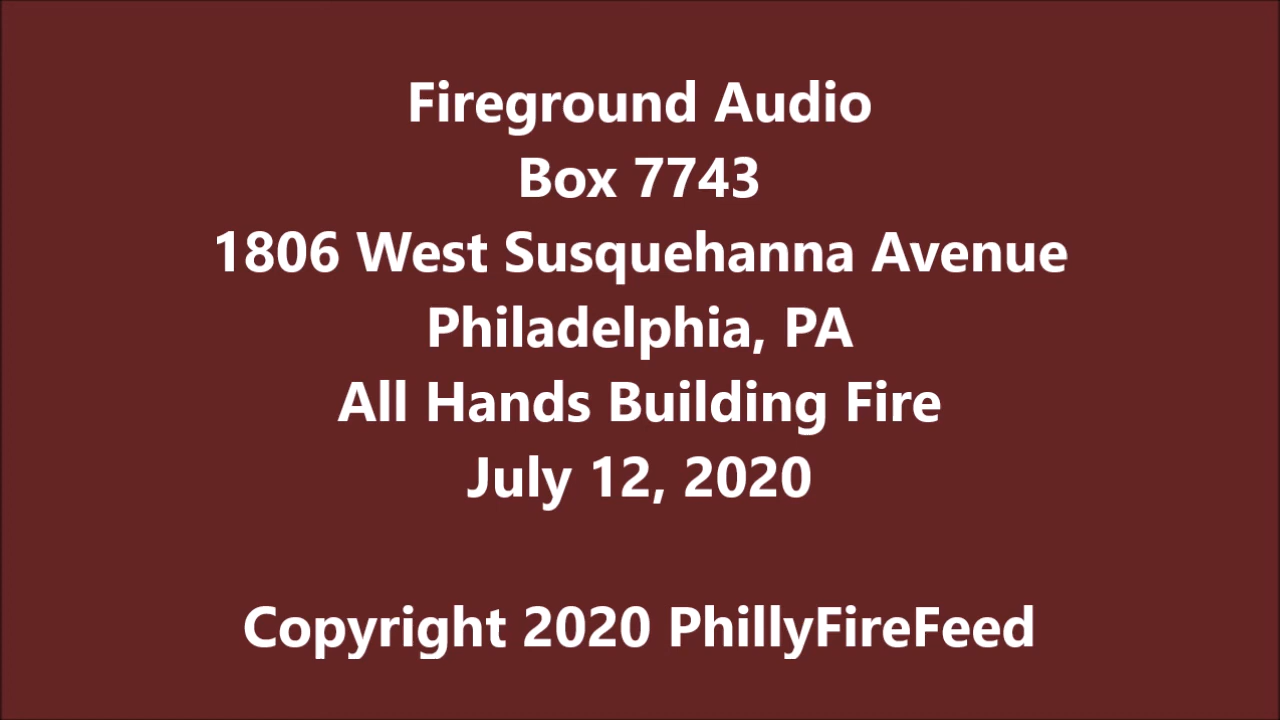 Fireground Audio
Box 7743
1806 West Susquehanna Avenue
Philadelphia, PA
All Hands Building Fire
July 12, 2020
Copyright 2020 PhillyFireFeed